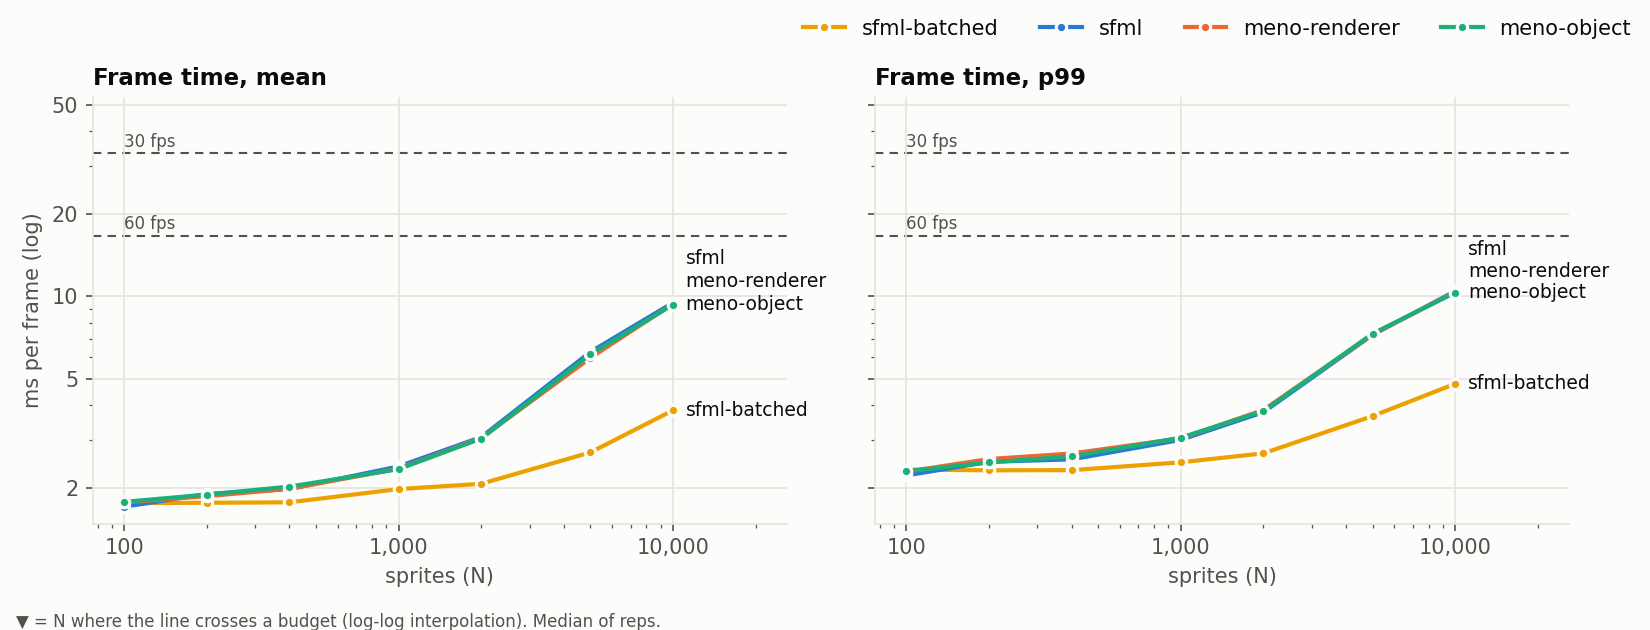 sfml-batched sfml meno-renderer meno-object
Frame time, mean
ms per frame (log)
50
20
10
5
2
30 fps
60 fps
sfml
meno-renderer
meno-object
sfml-batched
100 1,000 10,000
sprites (N)
Frame time, p99
30 fps
60 fps
sfml
meno-renderer
meno-object
sfml-batched
100 1,000 10,000
sprites (N)
▼ = N where the line crosses a budget (log-log interpolation). Median of reps.